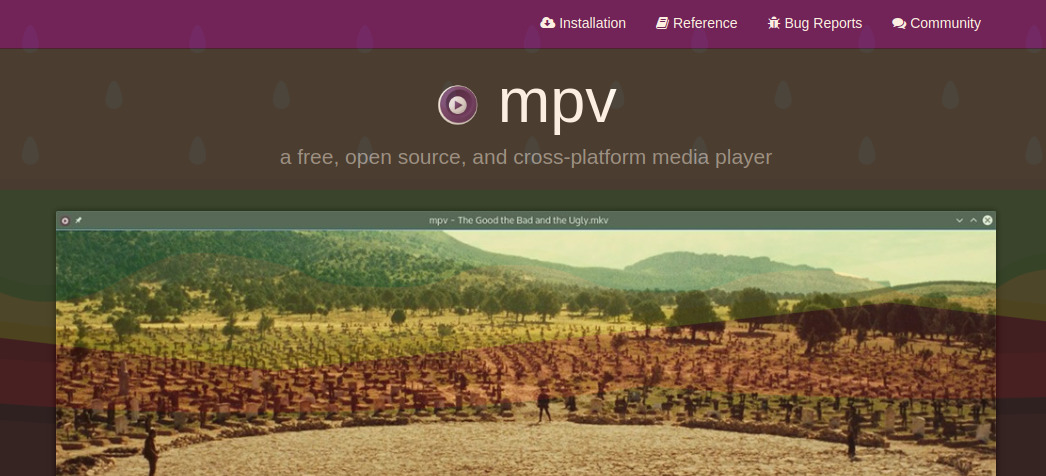 Installation Reference Bug Reports Community
mpv
a free, open source, and cross-platform media player
mpv - The Good the Bad and the Ugly.mkv